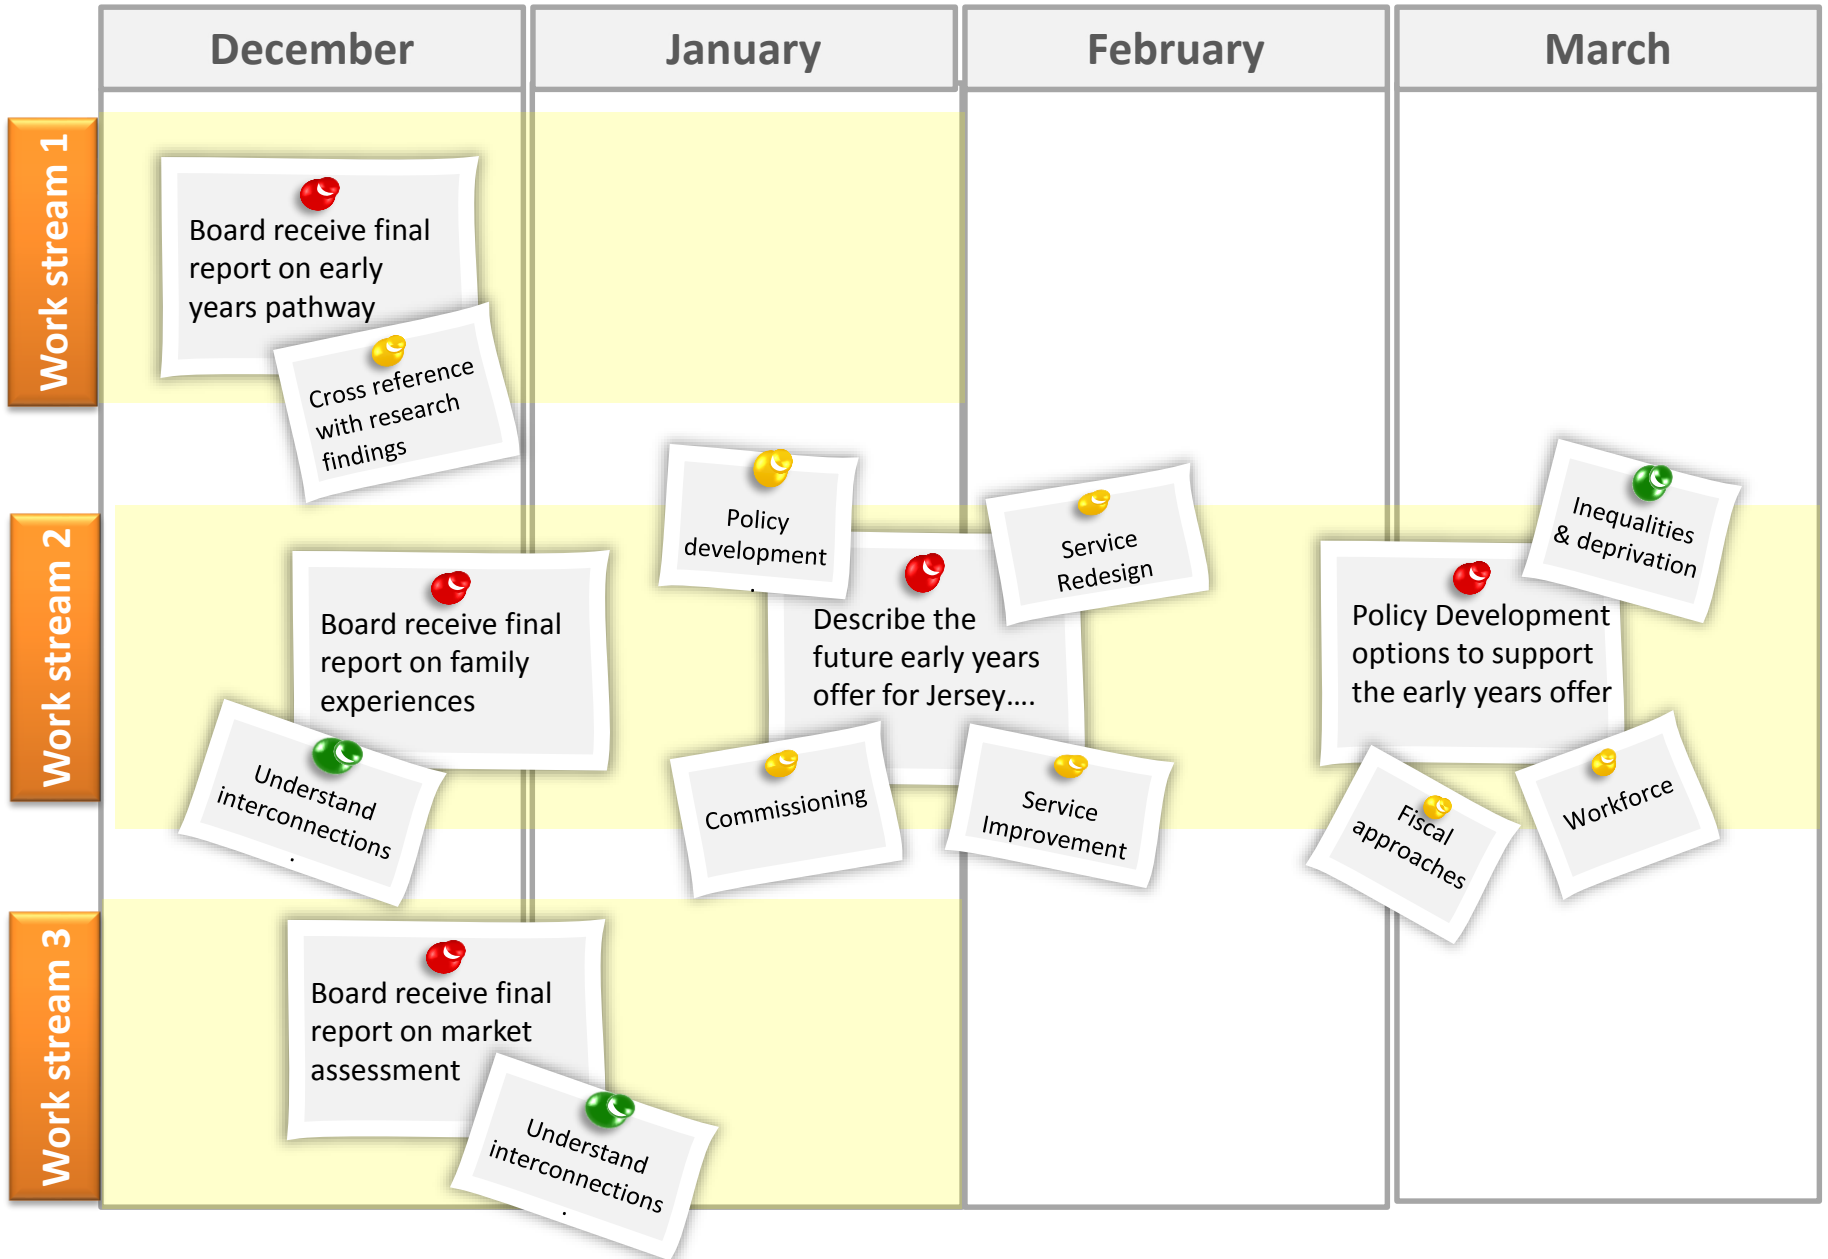 December
January
February
March
Work stream 1
Board receive final
report on early
years pathway
Cross reference
with research
findings
Work stream 2
Board receive final
report on family
experiences
Understand
interconnections
.
Policy
development
.
Describe the
future early years
offer for Jersey....
Service
Redesign
Commissioning
Service
Improvement
Policy Development
options to support
the early years offer
Inequalities
& deprivation
Fiscal
approaches
Workforce
Work stream 3
Board receive final
report on market
assessment
Understand
interconnections
.